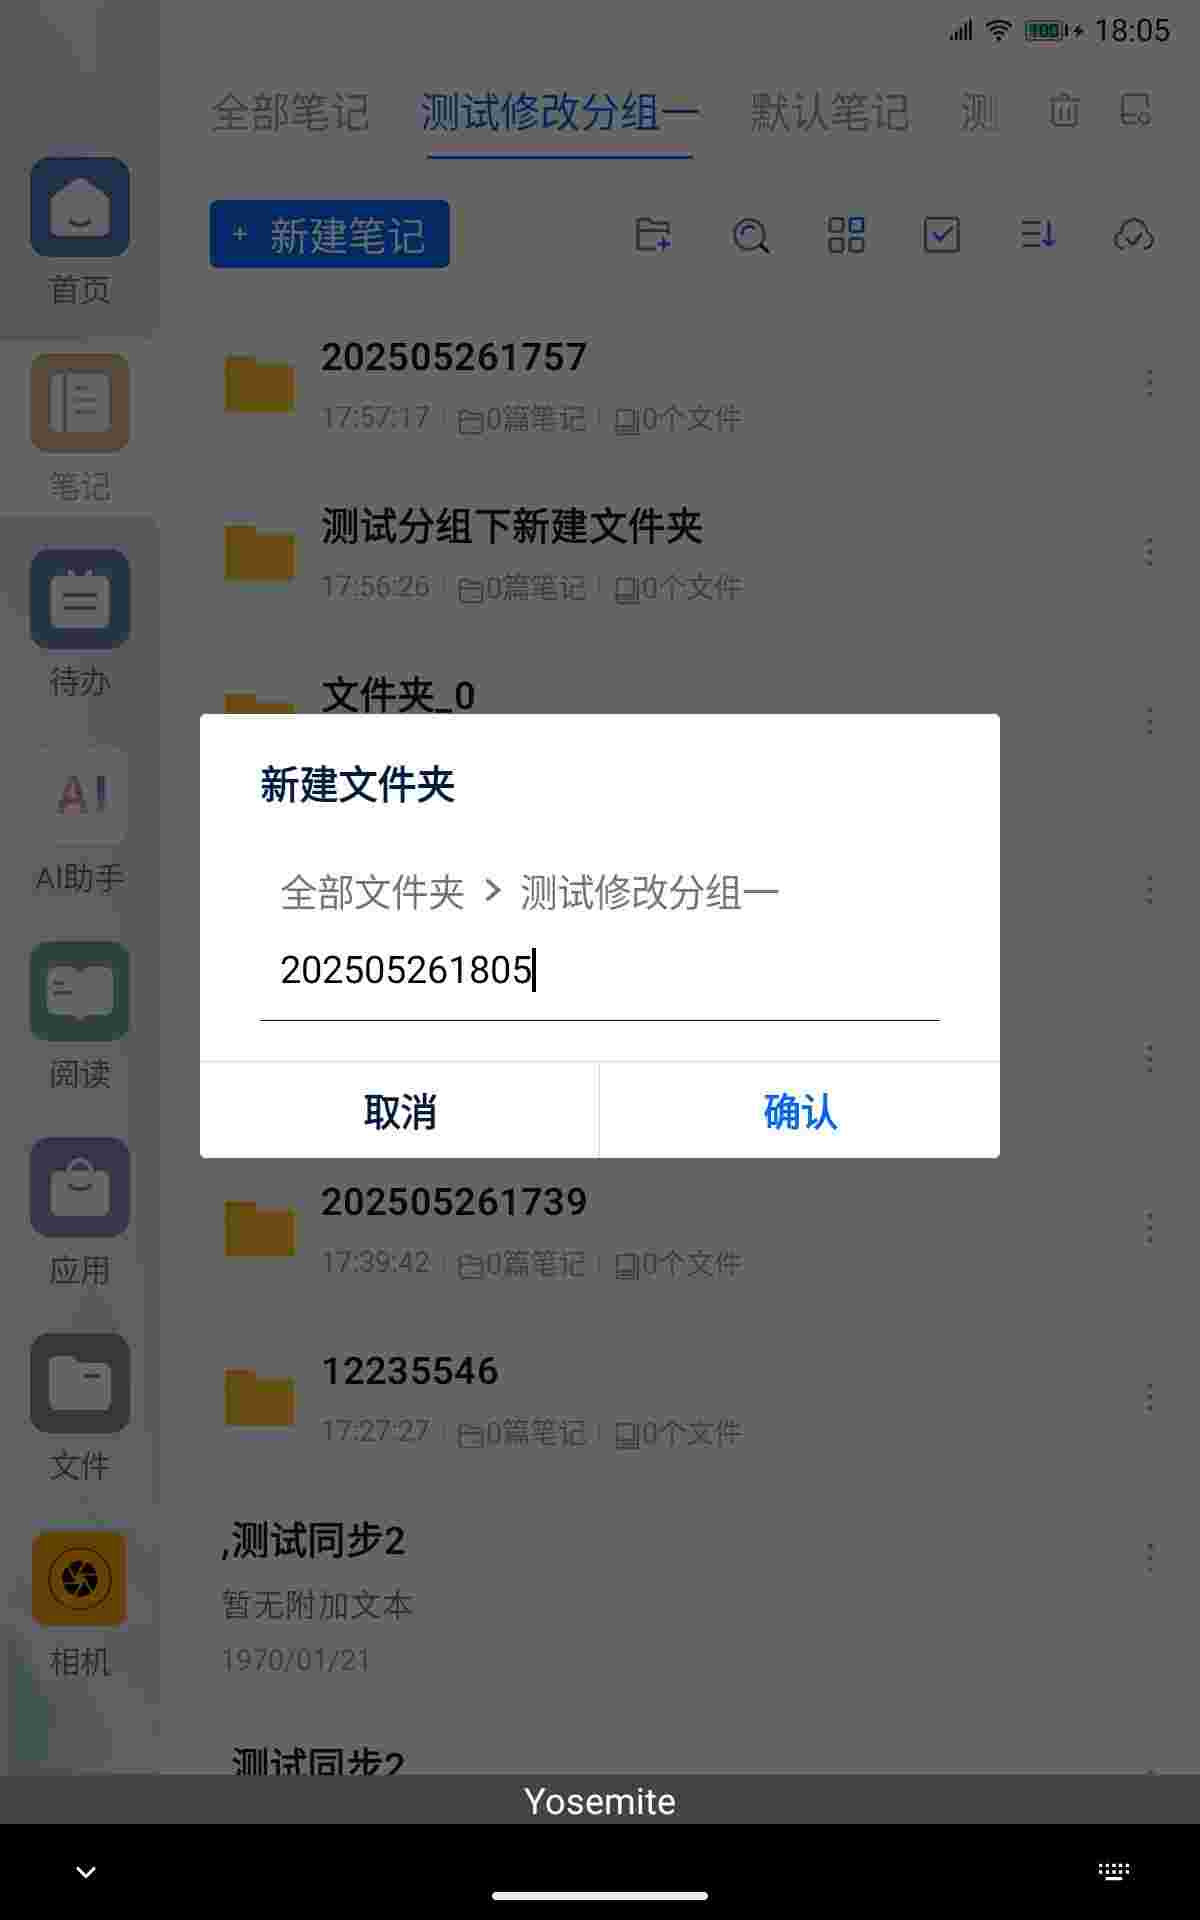 100 18:05
全部笔记 测试修改分组一 默认笔记 测
+ 新建笔记
首页
笔记
待办
AI
AI助手
阅读
应用
文件
相机
202505261757
17:57:17 0篇笔记 0个文件
测试分组下新建文件夹
17:56:26 0篇笔记 0个文件
文件夹_0
新建文件夹
全部文件夹 > 测试修改分组一
202505261805
取消 确认
202505261739
17:39:42 0篇笔记 0个文件
12235546
17:27:27 0篇笔记 0个文件
,测试同步2
暂无附加文本
1970/01/21
测试同步2
Yosemite